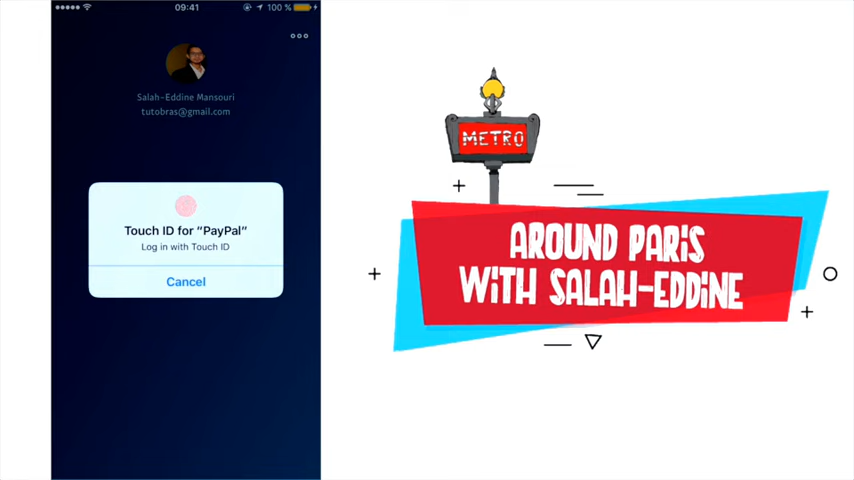 09:41
100 %
Salah-Eddine Mansouri
tutobras@gmail.com
Touch ID for “PayPal”
Log in with Touch ID
Cancel
METRO
AROUND PARiS
WiTH SALAH-EDDiNE